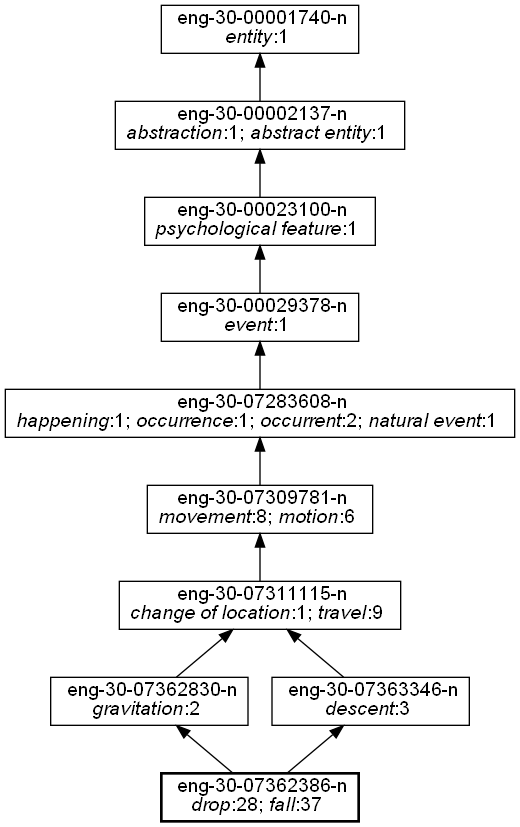 eng-30-00001740-n
entity:1
eng-30-00002137-n
abstraction:1; abstract entity:1
eng-30-00023100-n
psychological feature:1
eng-30-00029378-n
event:1
eng-30-07283608-n
happening:1; occurrence:1; occurrent:2; natural event:1
eng-30-07309781-n
movement:8; motion:6
eng-30-07311115-n
change of location:1; travel:9
eng-30-07362830-n
gravitation:2
eng-30-07363346-n
descent:3
eng-30-07362386-n
drop:28; fall:37